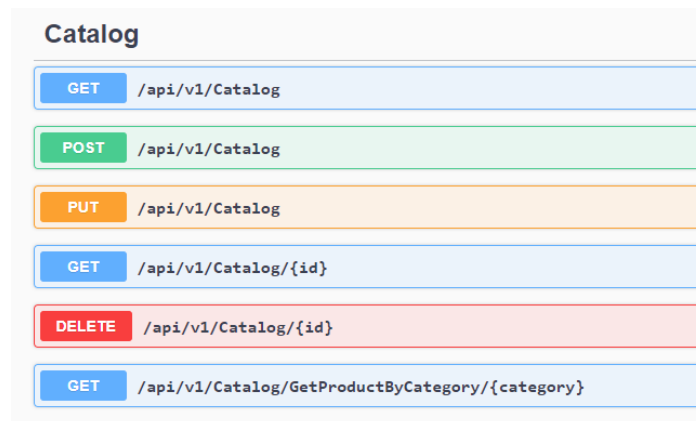 Catalog
GET /api/v1/Catalog
POST /api/v1/Catalog
PUT /api/v1/Catalog
GET /api/v1/Catalog/{id}
DELETE /api/v1/Catalog/{id}
GET /api/v1/Catalog/GetProductByCategory/{category}